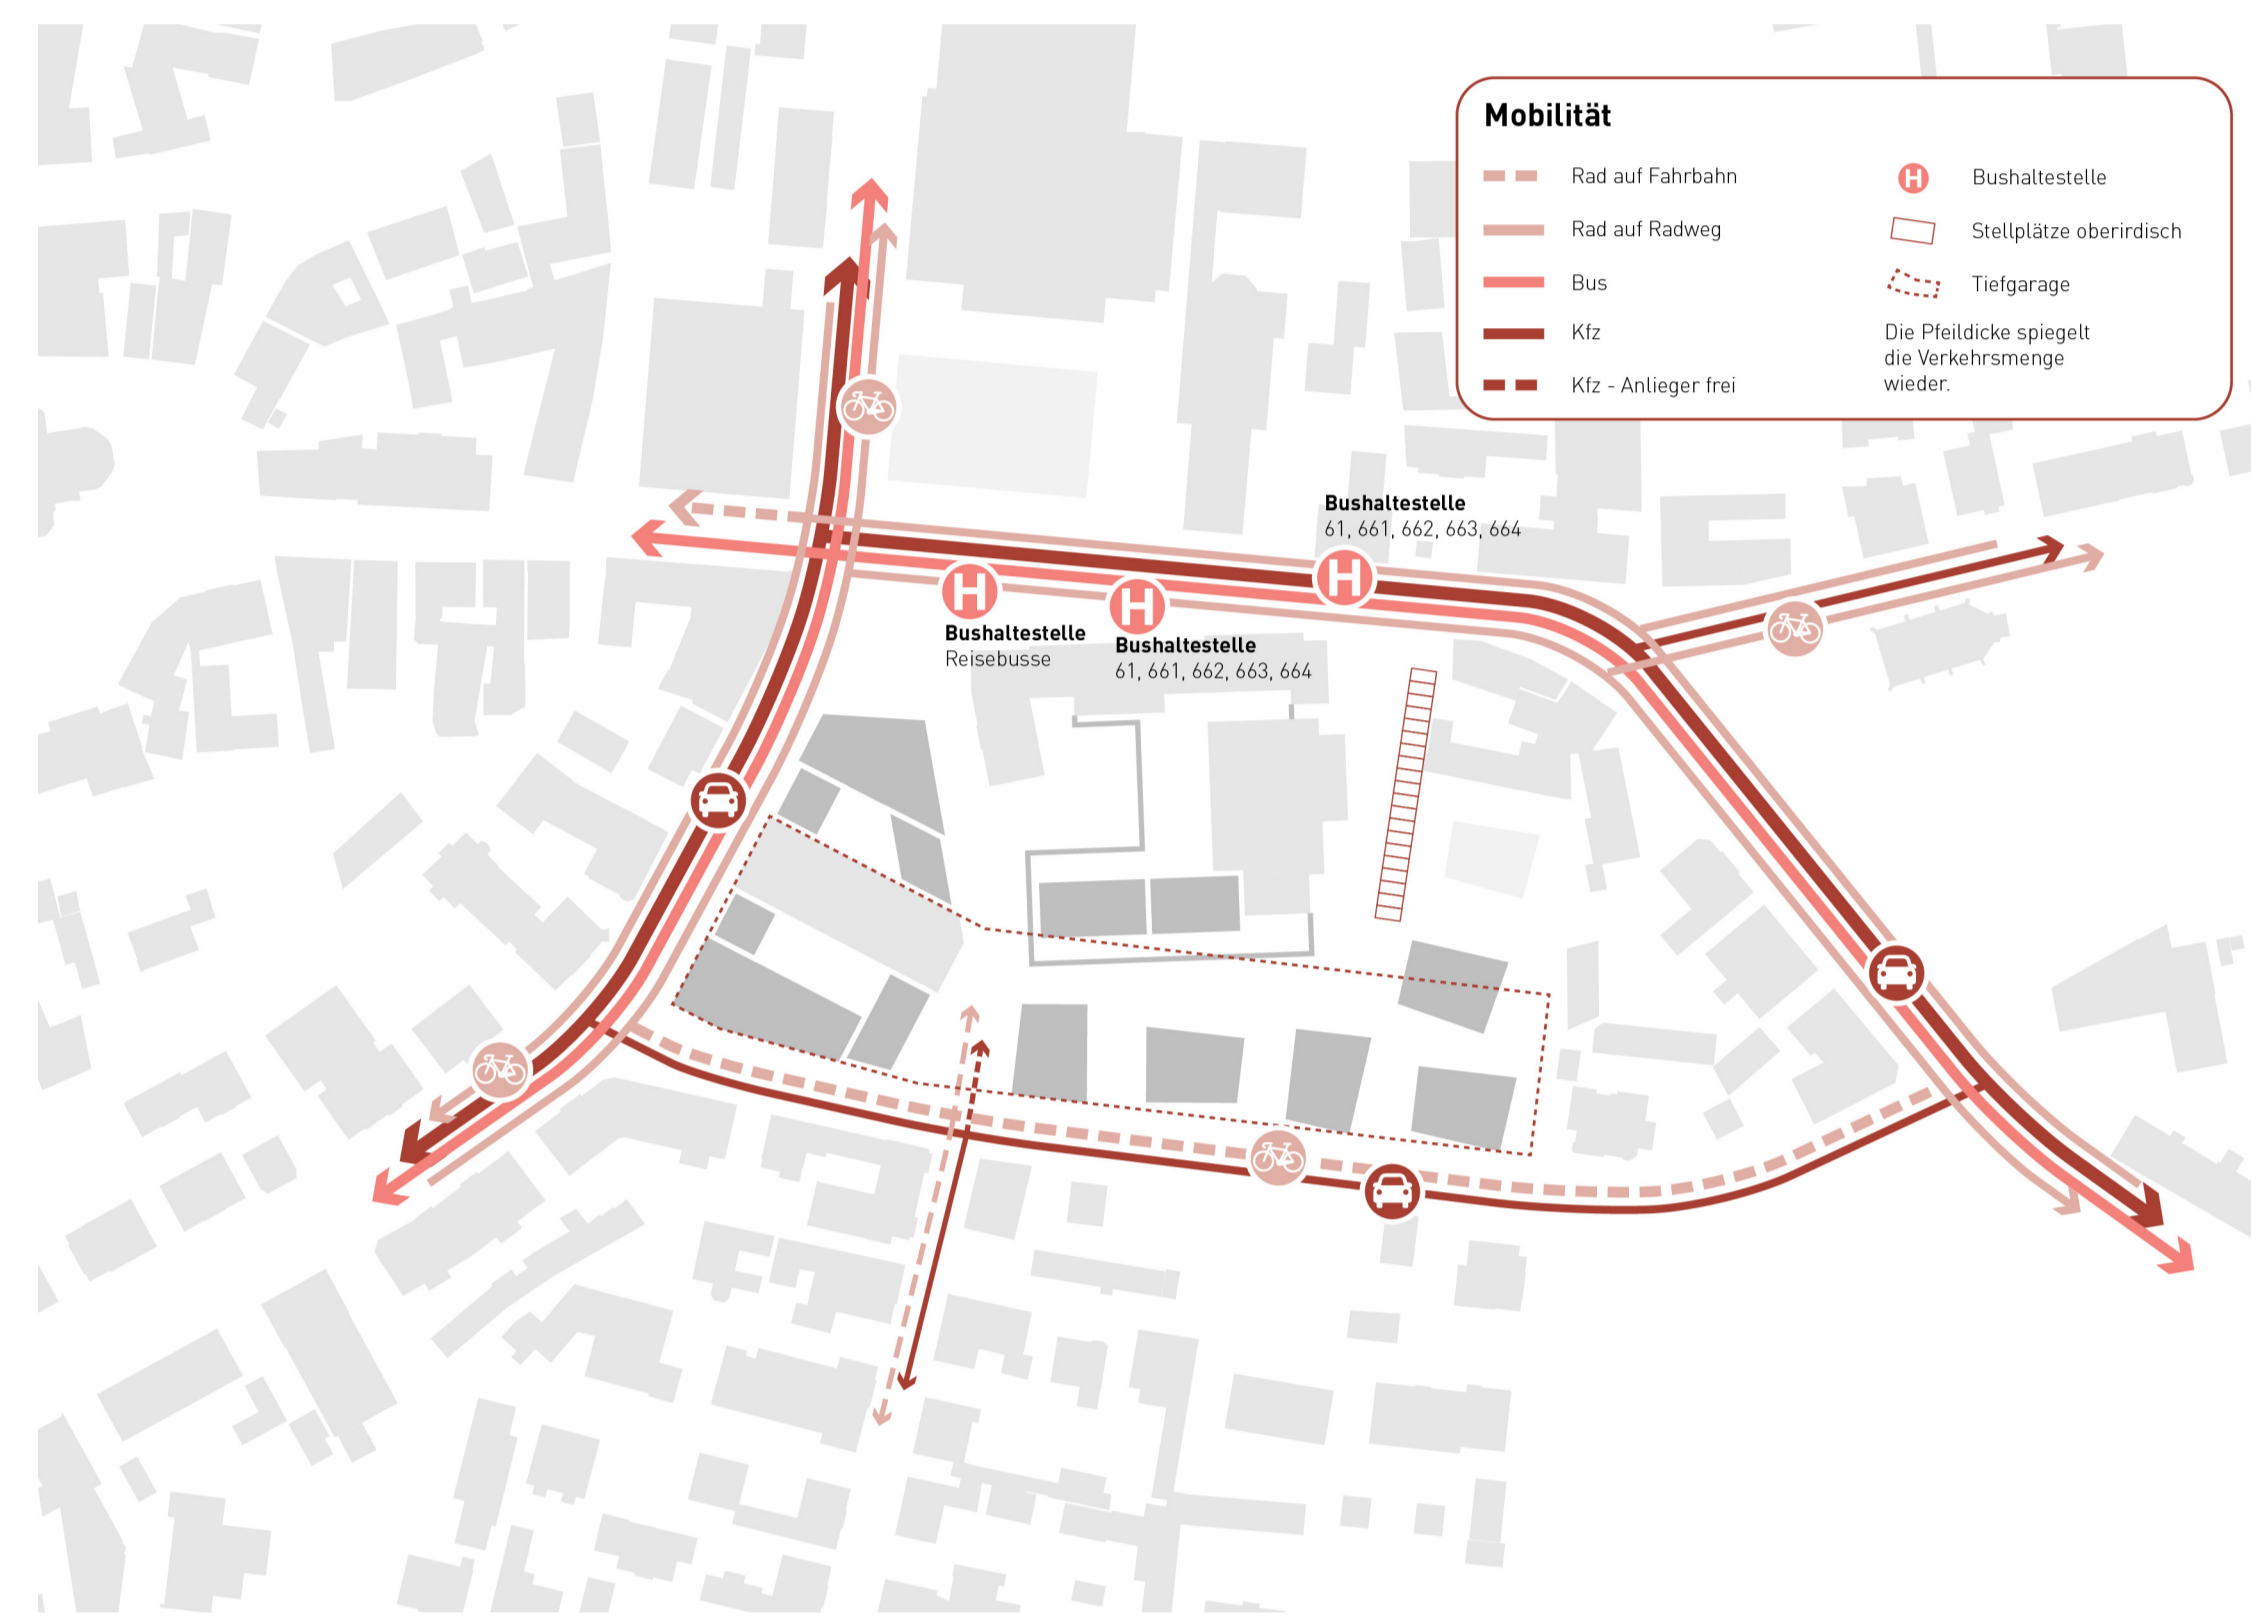 Mobilität
Rad auf Fahrbahn
Rad auf Radweg
Bus
Kfz
Kfz - Anlieger frei
H Bushaltestelle
Stellplätze oberirdisch
Tiefgarage
Die Pfeildicke spiegelt
die Verkehrsmenge
wieder.
Bushaltestelle
61, 661, 662, 663, 664
H
H
H
Bushaltestelle
Reisebusse
Bushaltestelle
61, 661, 662, 663, 664